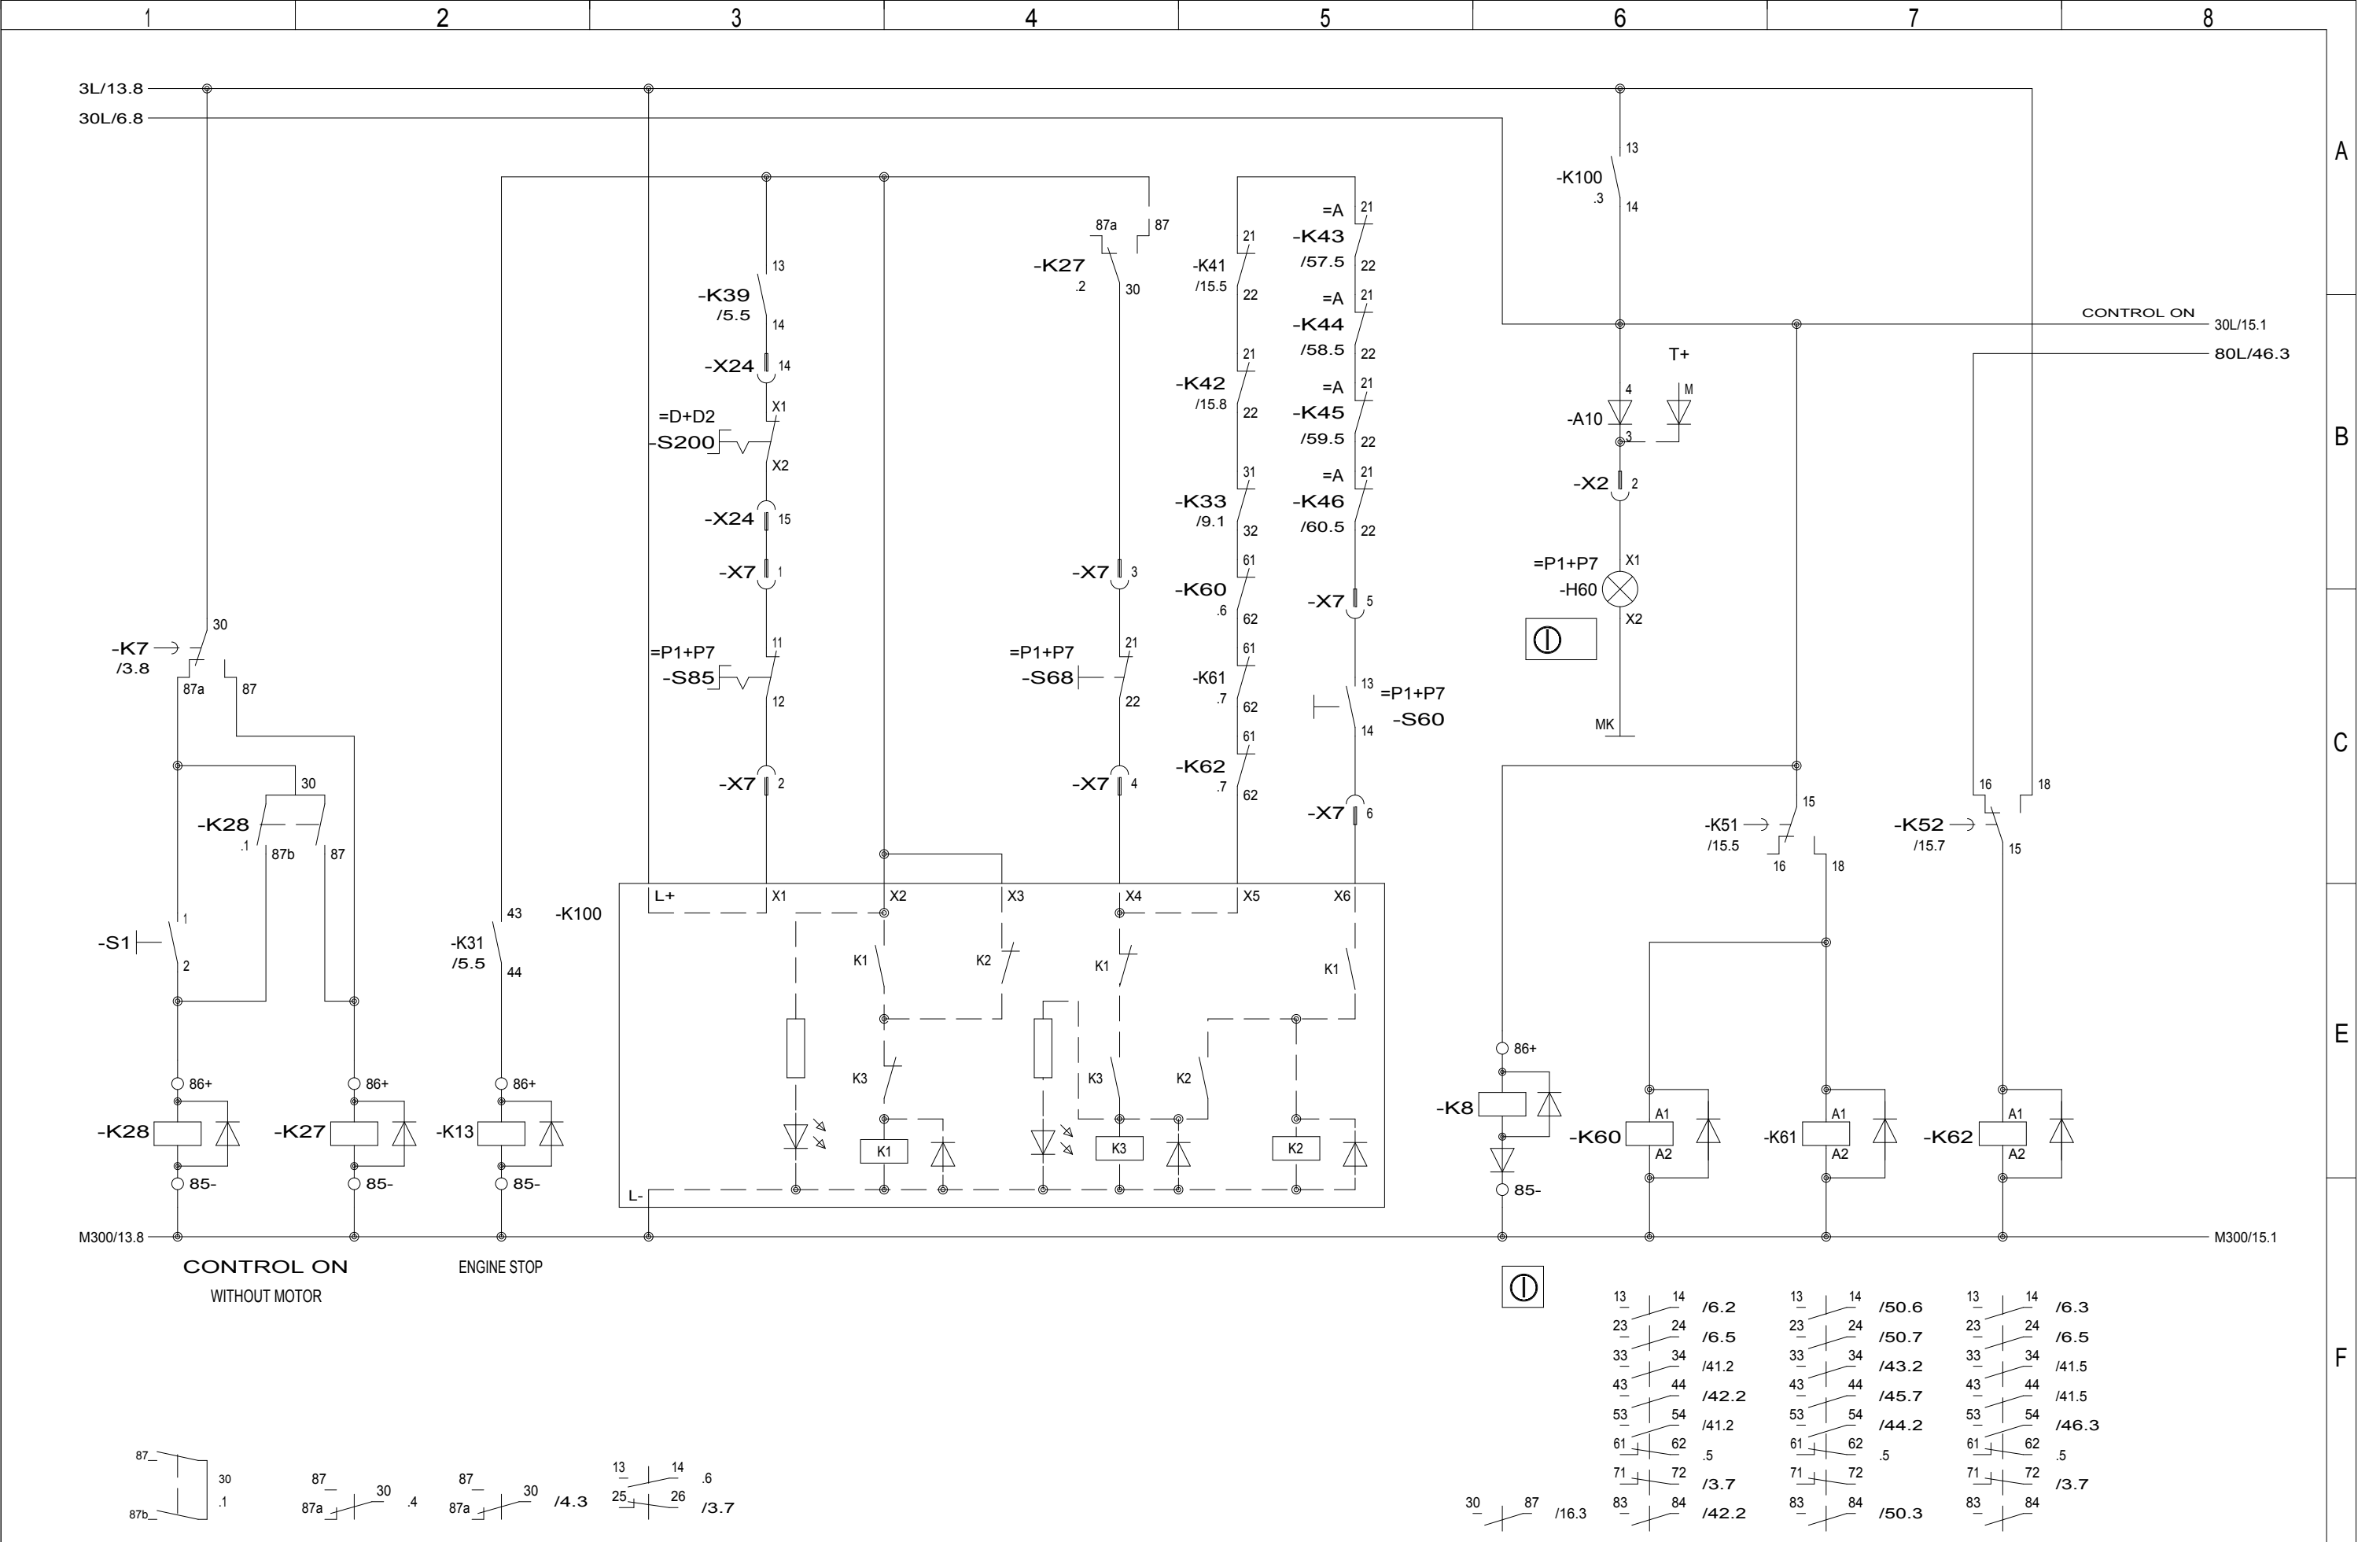 1 2 3 4 5 6 7 8
A
B
C
E
F
3L/13.8
30L/6.8
30
-K7
/3.8
87a 87
30
-K28
.1 87b 87
-S1
1
2
86+
-K28
85-
86+
-K27
85-
M300/13.8
CONTROL ON
WITHOUT MOTOR
43
-K31
/5.5 44
86+
-K13
85-
ENGINE STOP
13
-K39
/5.5
14
-X24 14
=D+D2 X1
-S200
X2
-X24 15
-X7 1
=P1+P7 11
-S85
12
-X7 2
87a 87
-K27
.2 30
-X7 3
=P1+P7 21
-S68
22
-X7 4
21
-K41
/15.5
22
21
-K42
/15.8
22
31
-K33
/9.1
32
61
-K60
.6
62
61
-K61
.7
62
61
-K62
.7
62
=A 21
-K43
/57.5 22
=A 21
-K44
/58.5 22
=A 21
-K45
/59.5 22
=A 21
-K46
/60.5 22
-X7 5
13 =P1+P7
-S60
14
-X7 6
-K100
L+ X1 X2 X3 X4 X5 X6
K1 K2 K1 K1
K3 K3 K2
K1 K3 K2
L-
13
-K100
.3
14
CONTROL ON
30L/15.1
80L/46.3
T+
4 M
-A10
3
-X2 2
=P1+P7 X1
-H60
X2
MK
15
-K51
/15.5
16 18
16 18
-K52
/15.7 15
86+
-K8
85-
A1
-K60
A2
A1
-K61
A2
A1
-K62
A2
M300/15.1
87
30
.1
87b
87
30
87a .4
87
30
87a /4.3
13 14 .6
25 26 /3.7
30 87 /16.3
13 14 /6.2
23 24 /6.5
33 34 /41.2
43 44 /42.2
53 54 /41.2
61 62 .5
71 72 /3.7
83 84 /42.2
13 14 /50.6
23 24 /50.7
33 34 /43.2
43 44 /45.7
53 54 /44.2
61 62 .5
71 72
83 84 /50.3
13 14 /6.3
23 24 /6.5
33 34 /41.5
43 44 /41.5
53 54 /46.3
61 62 .5
71 72 /3.7
83 84